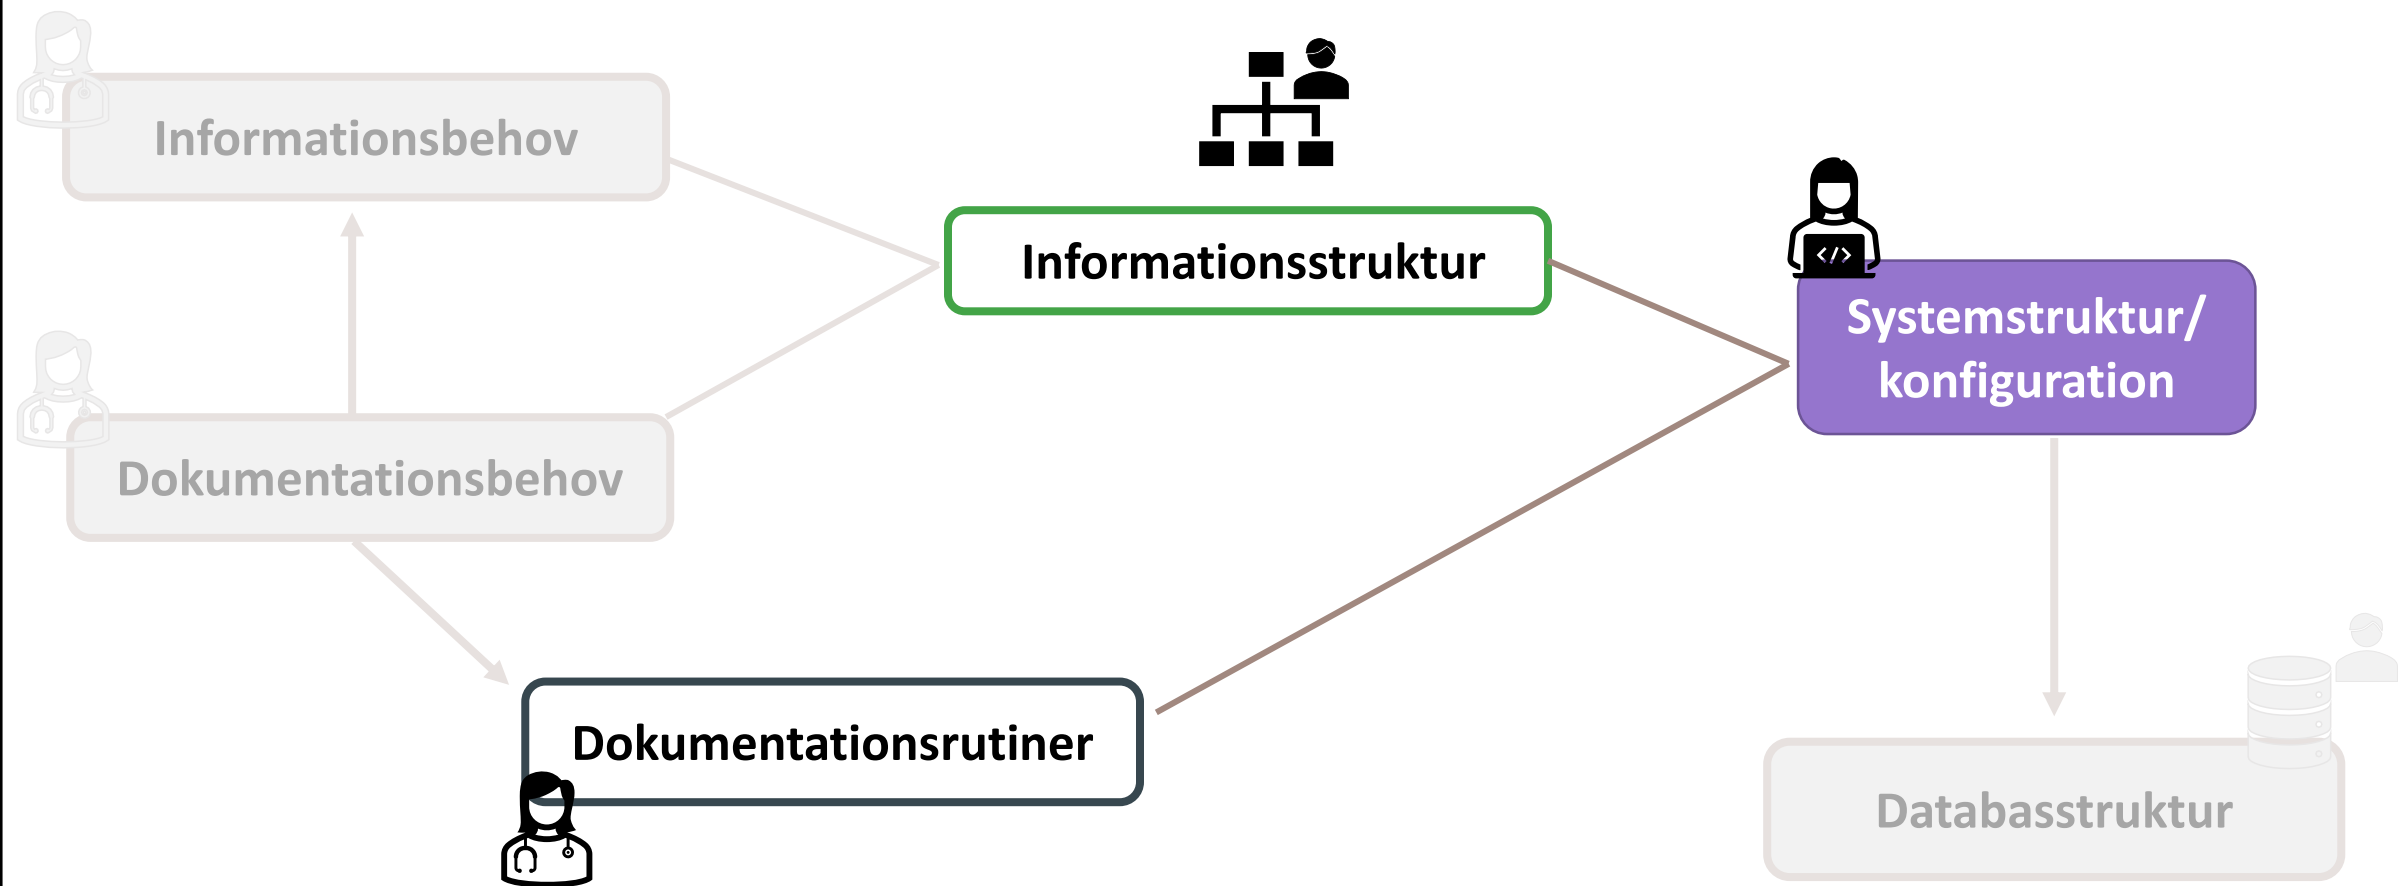 Informationsbehov
Informationsstruktur
</>
Systemstruktur/
konfiguration
Dokumentationsbehov
Dokumentationsrutiner
Databasstruktur